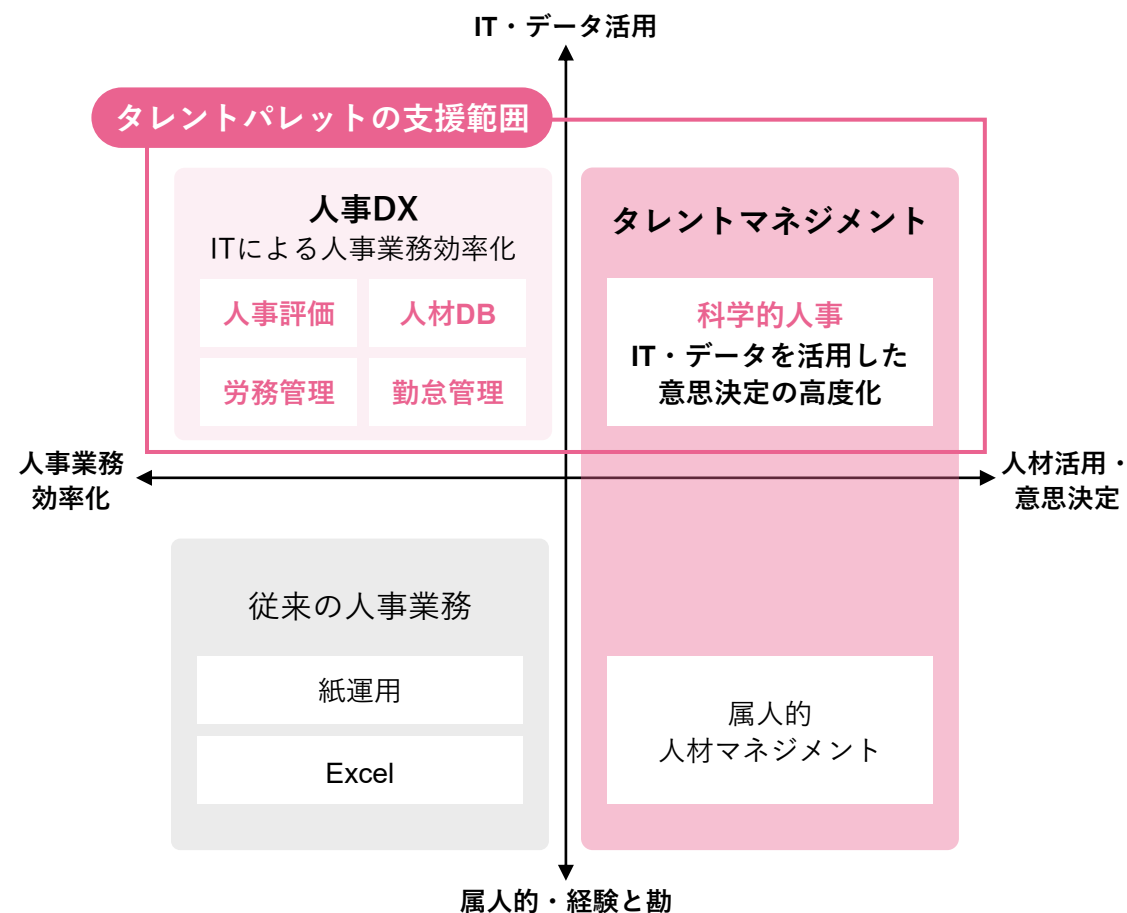 IT・データ活用
タレントパレットの支援範囲
人事DX
ITによる人事業務効率化
人事評価
人材DB
労務管理
勤怠管理
タレントマネジメント
科学的人事
IT・データを活用した
意思決定の高度化
人事業務
効率化
人材活用・
意思決定
従来の人事業務
紙運用
Excel
属人的
人材マネジメント
属人的・経験と勘